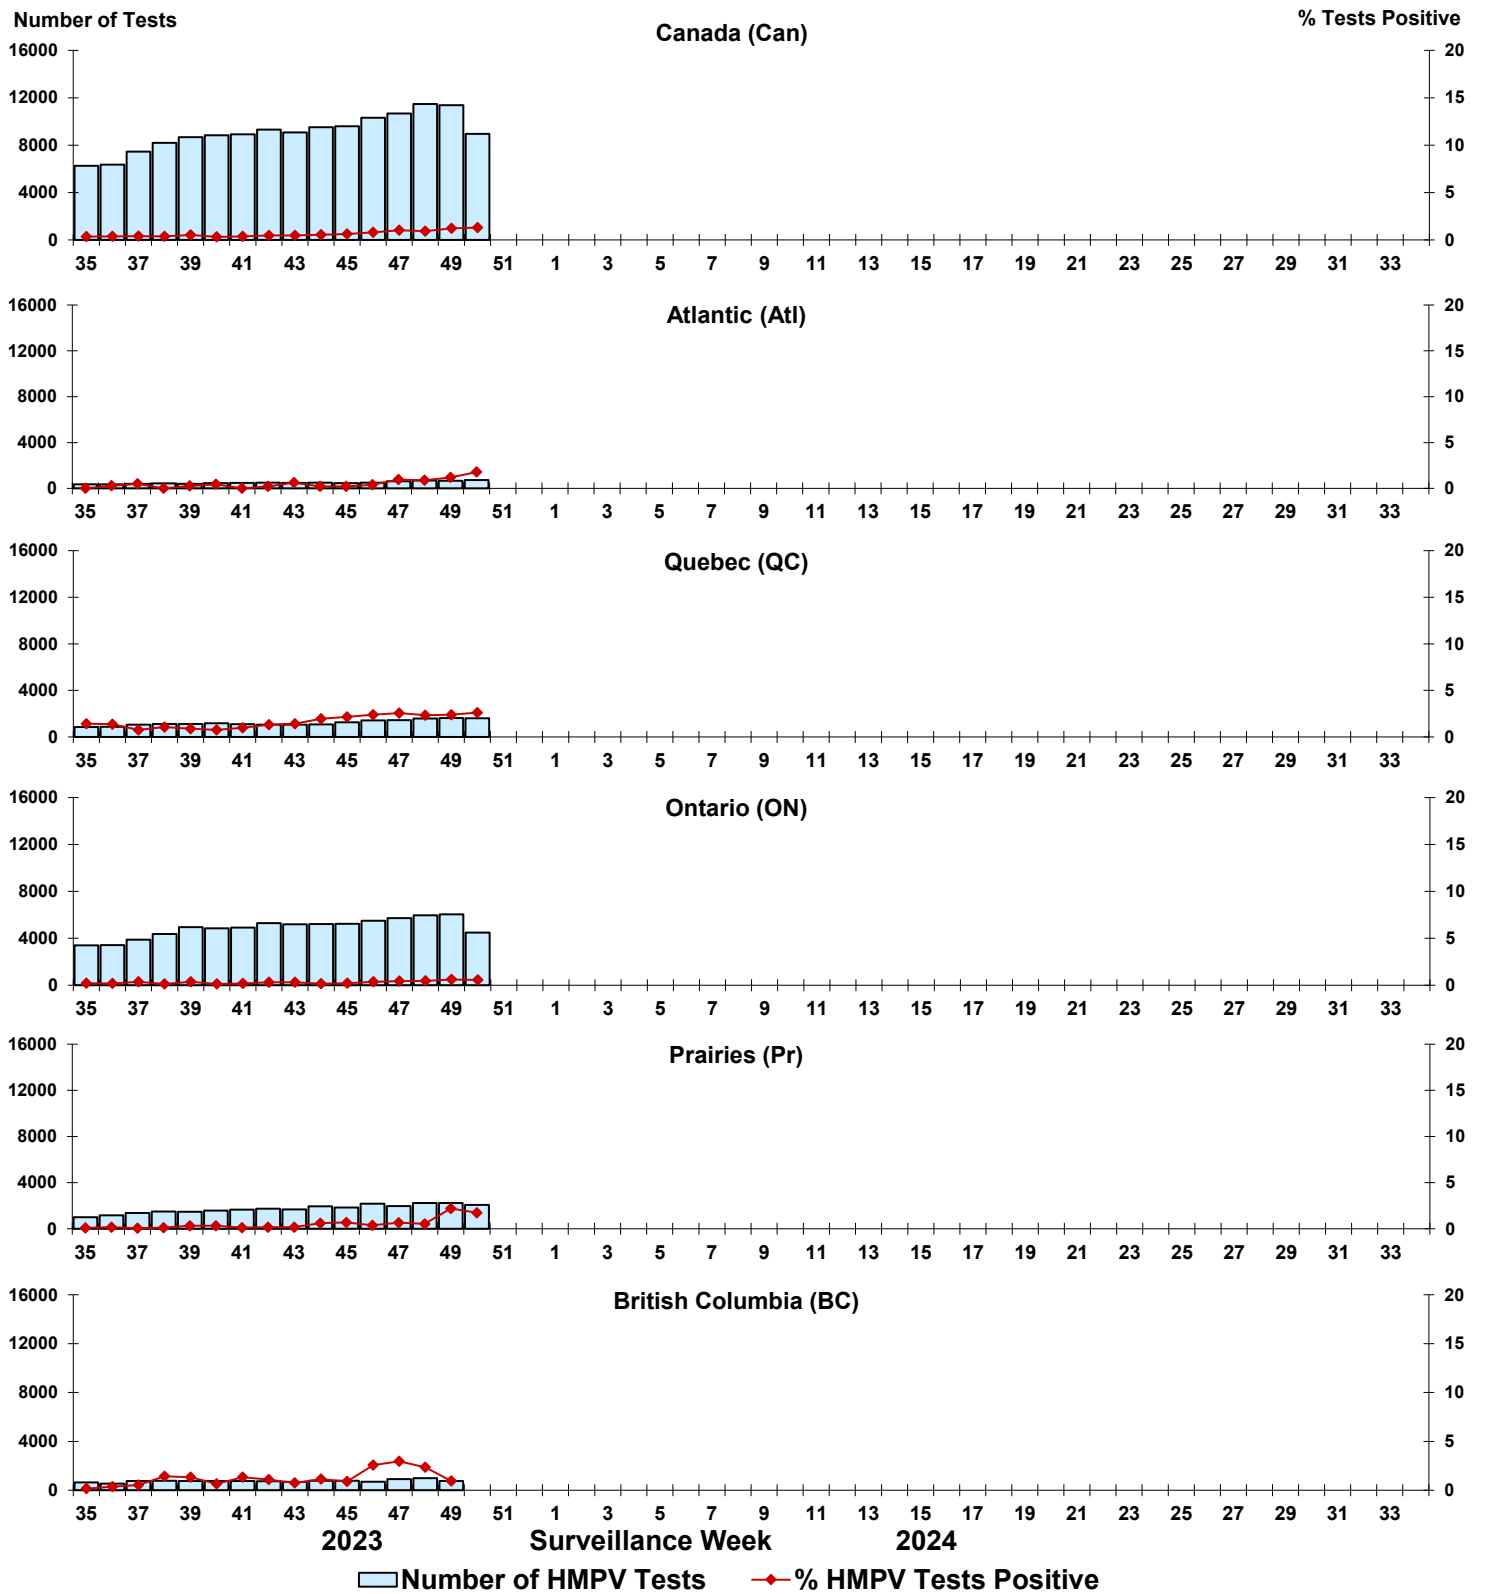 Number of Tests
% Tests Positive
Canada (Can)
16000 20
12000 15
8000 10
4000 5
0 0
35 37 39 41 43 45 47 49 51 1 3 5 7 9 11 13 15 17 19 21 23 25 27 29 31 33
Atlantic (Atl)
16000 20
12000 15
8000 10
4000 5
0 0
35 37 39 41 43 45 47 49 51 1 3 5 7 9 11 13 15 17 19 21 23 25 27 29 31 33
Quebec (QC)
16000 20
12000 15
8000 10
4000 5
0 0
35 37 39 41 43 45 47 49 51 1 3 5 7 9 11 13 15 17 19 21 23 25 27 29 31 33
Ontario (ON)
16000 20
12000 15
8000 10
4000 5
0 0
35 37 39 41 43 45 47 49 51 1 3 5 7 9 11 13 15 17 19 21 23 25 27 29 31 33
Prairies (Pr)
16000 20
12000 15
8000 10
4000 5
0 0
35 37 39 41 43 45 47 49 51 1 3 5 7 9 11 13 15 17 19 21 23 25 27 29 31 33
British Columbia (BC)
16000 20
12000 15
8000 10
4000 5
0 0
35 37 39 41 43 45 47 49 51 1 3 5 7 9 11 13 15 17 19 21 23 25 27 29 31 33
2023 Surveillance Week 2024
Number of HMPV Tests % HMPV Tests Positive